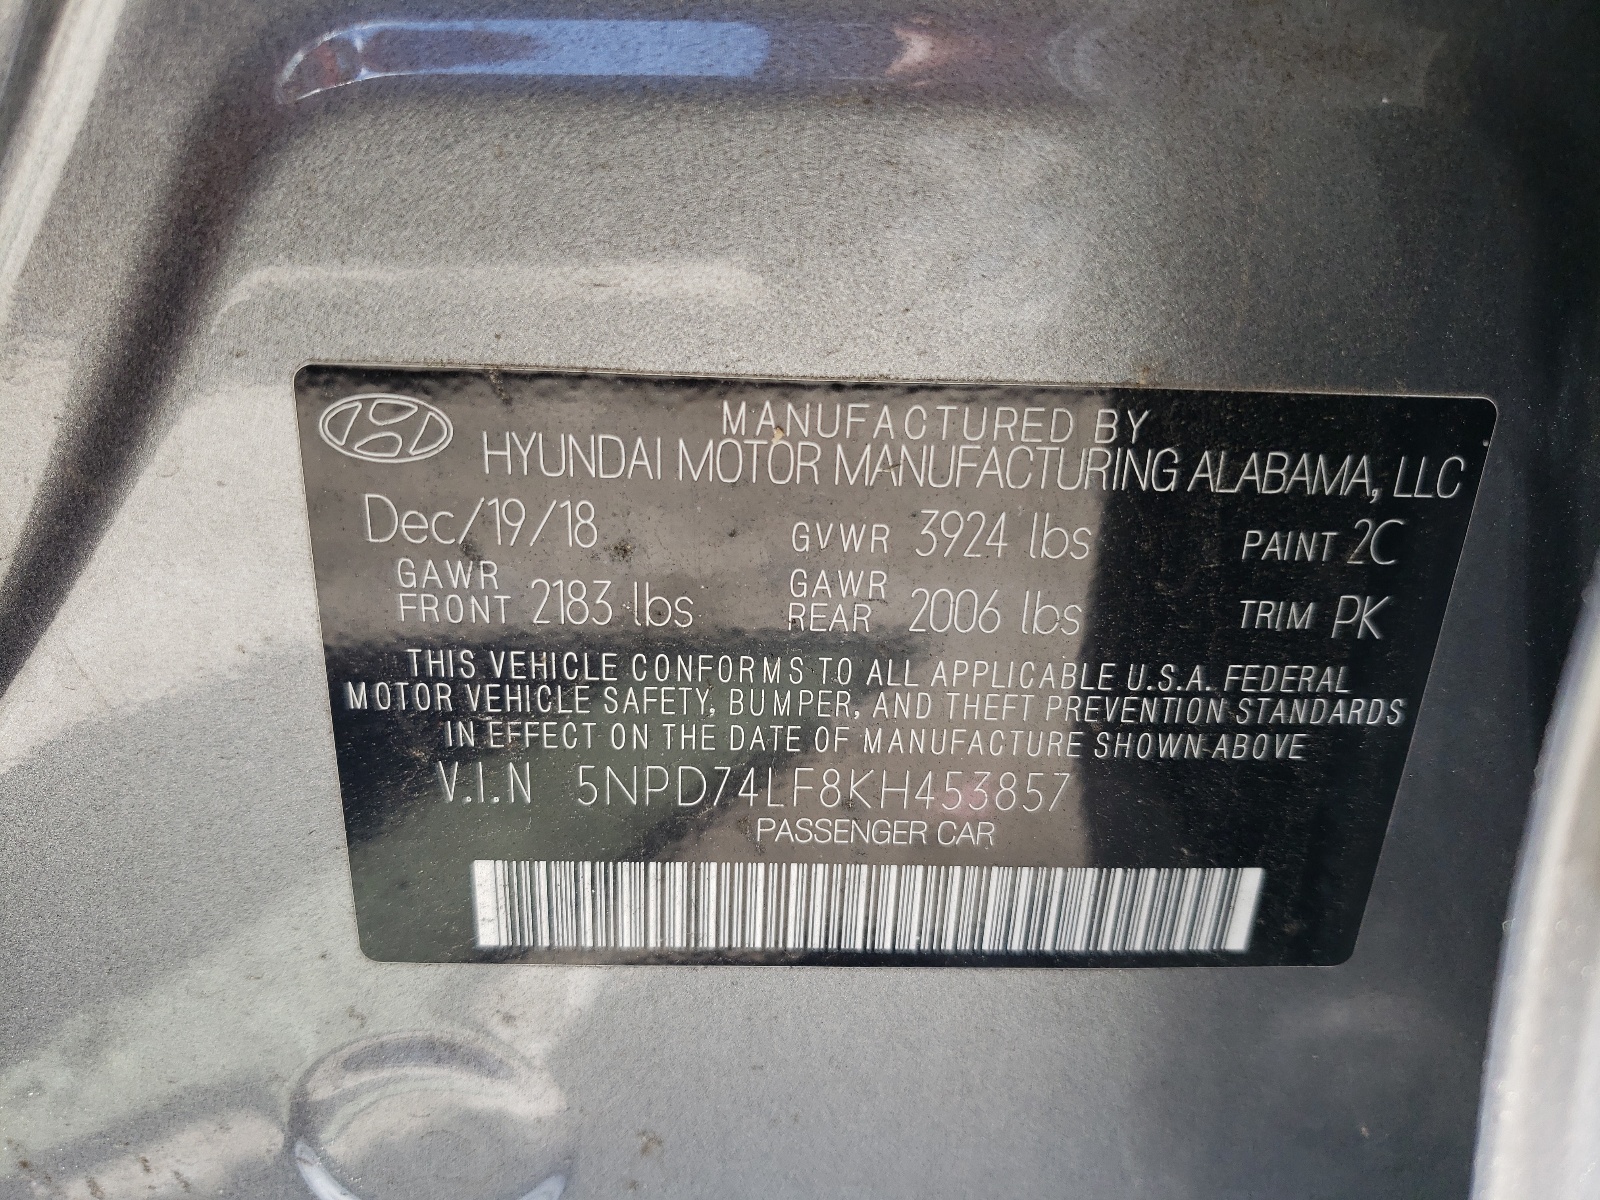 MANUFACTURED BY
HYUNDAI MOTOR MANUFACTURING ALABAMA, LLC
Dec/19/18 GVWR 3924 lbs PAINT 2C
GAWR FRONT 2183 lbs GAWR REAR 2006 lbs TRIM PK
THIS VEHICLE CONFORMS TO ALL APPLICABLE U.S.A. FEDERAL
MOTOR VEHICLE SAFETY, BUMPER, AND THEFT PREVENTION STANDARDS
IN EFFECT ON THE DATE OF MANUFACTURE SHOWN ABOVE
V.I.N 5NPD74LF8KH453857
PASSENGER CAR